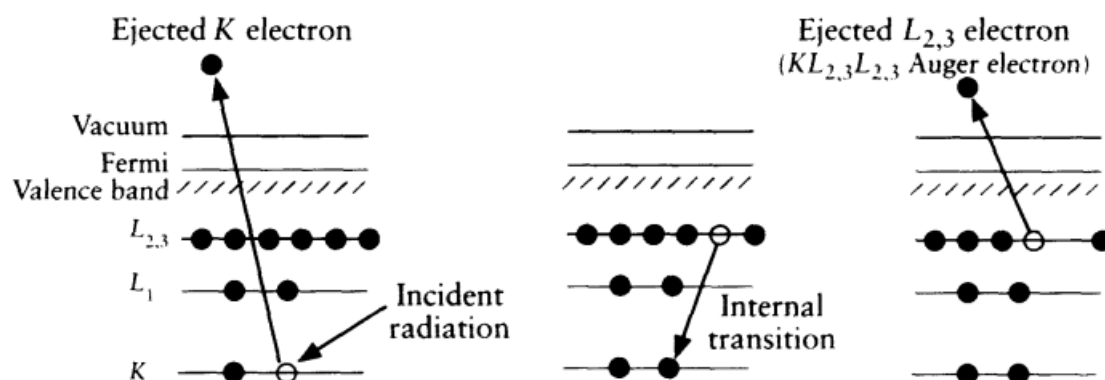 Ejected K electron
Ejected L2,3 electron
(KL2,3L2,3 Auger electron)
Vacuum
Fermi
Valence band
L2,3
L1
Incident
radiation
Internal
transition
K